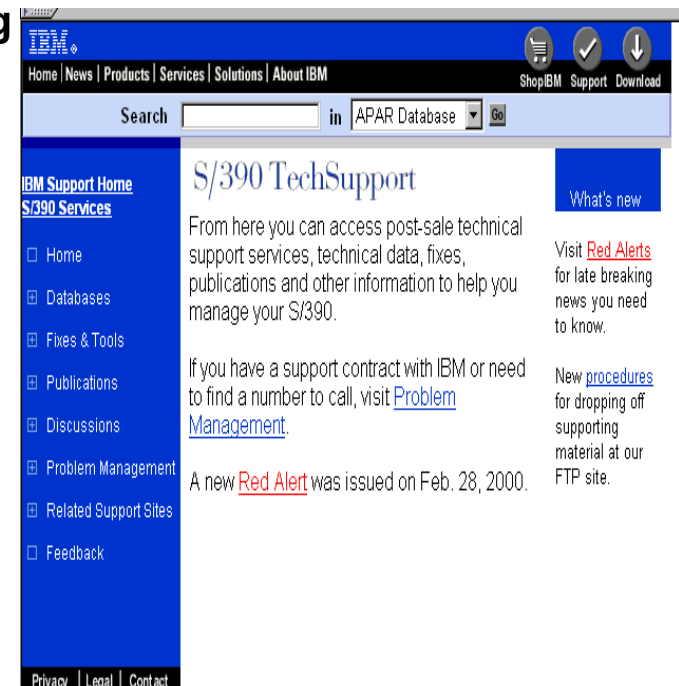 g
IBM
Home | News | Products | Services | Solutions | About IBM
ShopIBM Support Download
Search in APAR Database Go
IBM Support Home
S/390 Services
Home
Databases
Fixes & Tools
Publications
Discussions
Problem Management
Related Support Sites
Feedback
Privacy | Legal | Contact
S/390 TechSupport
From here you can access post-sale technical
support services, technical data, fixes,
publications and other information to help you
manage your S/390.
If you have a support contract with IBM or need
to find a number to call, visit Problem
Management.
A new Red Alert was issued on Feb. 28, 2000.
What's new
Visit Red Alerts
for late breaking
news you need
to know.
New procedures
for dropping off
supporting
material at our
FTP site.